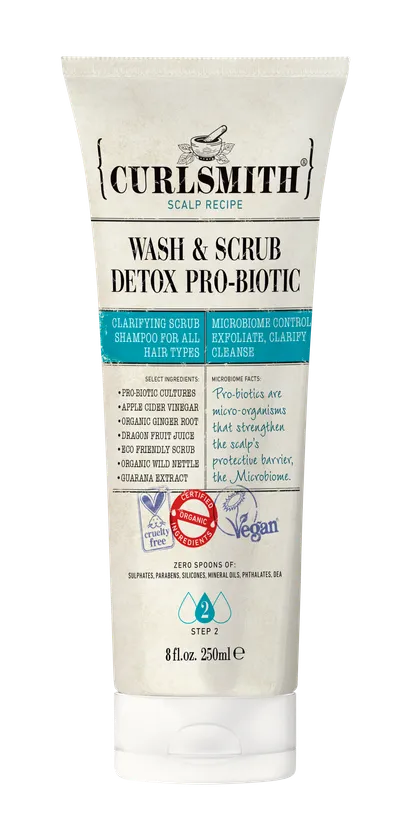 {CURLSMITH}®
SCALP RECIPE
WASH & SCRUB
DETOX PRO-BIOTIC
CLARIFYING SCRUB
SHAMPOO FOR ALL
HAIR TYPES
MICROBIOME CONTROL
EXFOLIATE, CLARIFY
CLEANSE
SELECT INGREDIENTS:
•PRO-BIOTIC CULTURES
•APPLE CIDER VINEGAR
•ORGANIC GINGER ROOT
•DRAGON FRUIT JUICE
•ECO FRIENDLY SCRUB
•ORGANIC WILD NETTLE
•GUARANA EXTRACT
MICROBIOME FACTS:
Pro-biotics are
micro-organisms
that strengthen
the scalp's
protective barrier,
the Microbiome.
cruelty
free
CERTIFIED
ORGANIC
INGREDIENTS
Vegan
ZERO SPOONS OF:
SULPHATES, PARABENS, SILICONES, MINERAL OILS, PHTHALATES, DEA
2
STEP 2
8 fl.oz. 250ml ℮